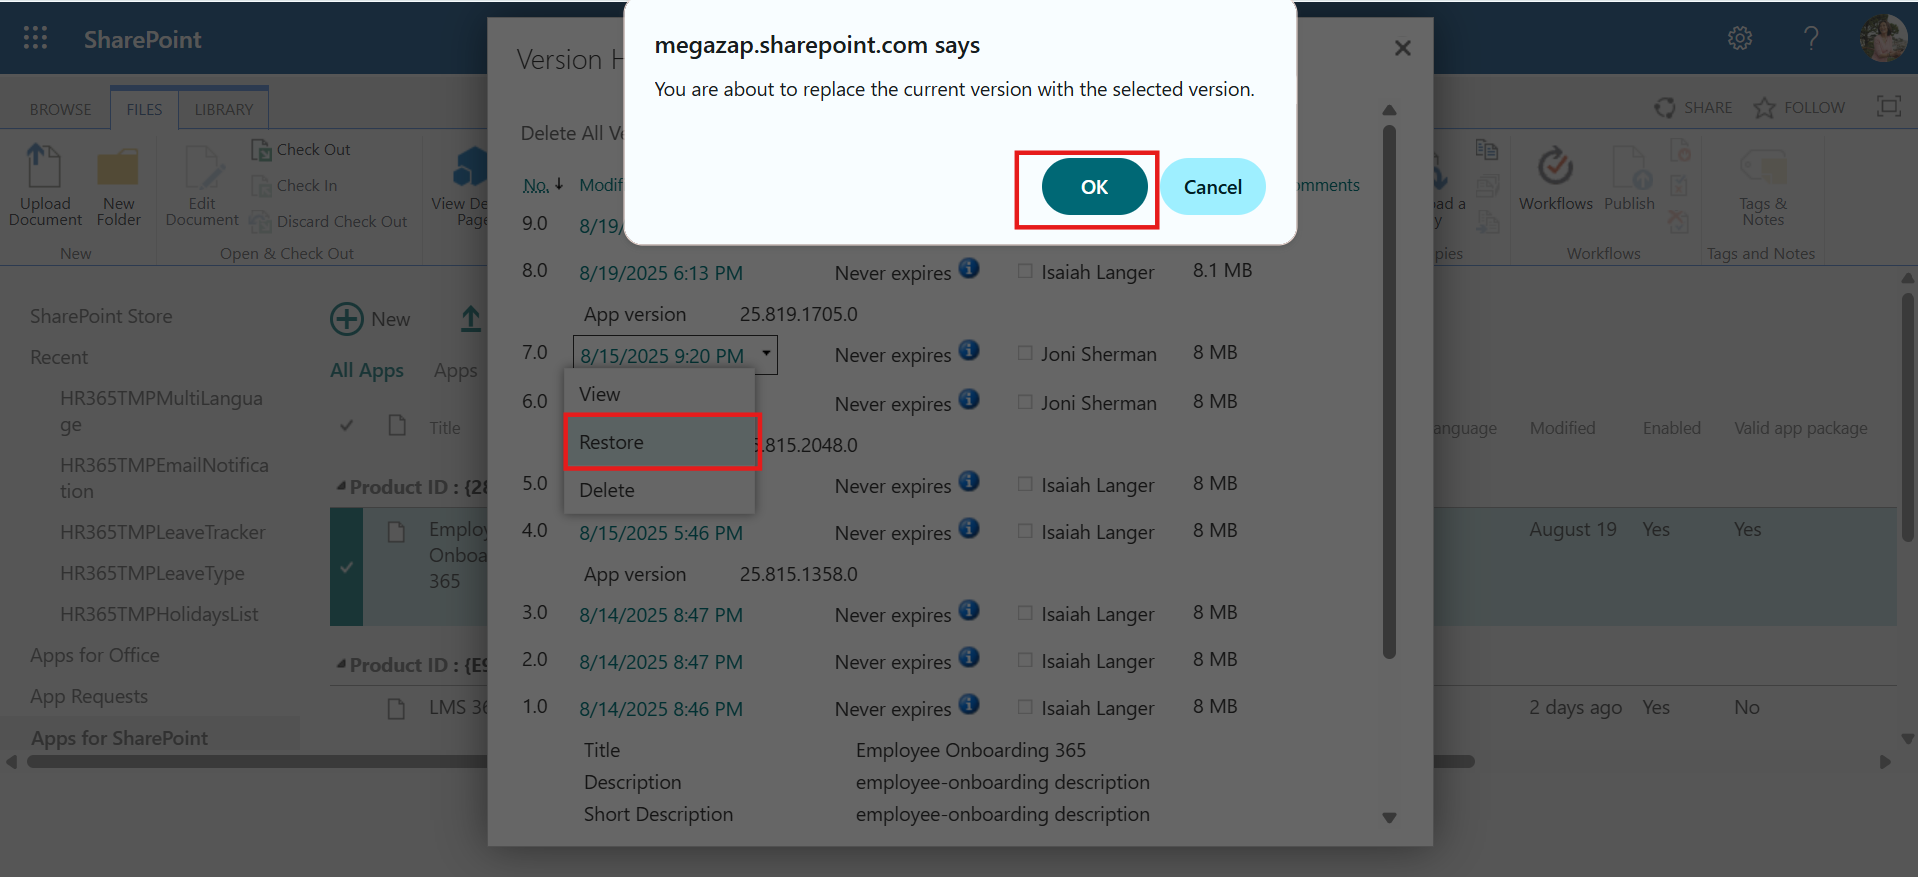 SharePoint
megazap.sharepoint.com says
You are about to replace the current version with the selected version.
OK
Cancel
Version H
BROWSE
FILES
LIBRARY
SHARE
FOLLOW
Delete All Ve
Upload Document
New Folder
New
Edit Document
Check Out
Check In
Discard Check Out
Open & Check Out
View De
Page
Workflows
Publish
Workflows
Tags & Notes
Tags and Notes
pies
No.
Modif
omments
9.0 8/19/
8.0 8/19/2025 6:13 PM Never expires Isaiah Langer 8.1 MB
App version 25.819.1705.0
7.0 8/15/2025 9:20 PM Never expires Joni Sherman 8 MB
View
Restore
Delete
6.0 Never expires Joni Sherman 8 MB
.815.2048.0
5.0 Never expires Isaiah Langer 8 MB
4.0 8/15/2025 5:46 PM Never expires Isaiah Langer 8 MB
App version 25.815.1358.0
3.0 8/14/2025 8:47 PM Never expires Isaiah Langer 8 MB
2.0 8/14/2025 8:47 PM Never expires Isaiah Langer 8 MB
1.0 8/14/2025 8:46 PM Never expires Isaiah Langer 8 MB
Title Employee Onboarding 365
Description employee-onboarding description
Short Description employee-onboarding description
SharePoint Store
Recent
HR365TMPMultiLangua
ge
HR365TMPEmailNotifica
tion
HR365TMPLeaveTracker
HR365TMPLeaveType
HR365TMPHolidaysList
Apps for Office
App Requests
Apps for SharePoint
New
All Apps Apps
Title
anguage Modified Enabled Valid app package
Product ID : {28
Employ
Onboa
365
August 19 Yes Yes
Product ID : {E9
LMS 36
2 days ago Yes No